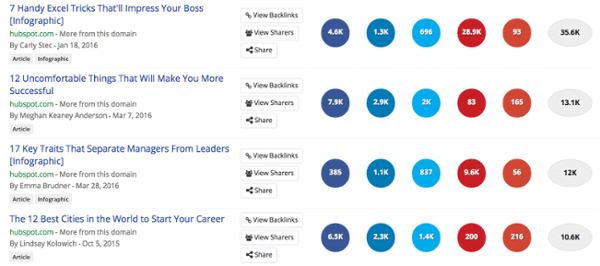 7 Handy Excel Tricks That'll Impress Your Boss
[Infographic]
hubspot.com - More from this domain
By Carly Stec - Jan 18, 2016
Article Infographic
View Backlinks
View Sharers
Share
4.6K 1.3K 696 28.9K 93 35.6K
12 Uncomfortable Things That Will Make You More
Successful
hubspot.com - More from this domain
By Meghan Keaney Anderson - Mar 7, 2016
Article
View Backlinks
View Sharers
Share
7.9K 2.9K 2K 83 165 13.1K
17 Key Traits That Separate Managers From Leaders
[Infographic]
hubspot.com - More from this domain
By Emma Brudner - Mar 28, 2016
Article Infographic
View Backlinks
View Sharers
Share
385 1.1K 837 9.6K 56 12K
The 12 Best Cities in the World to Start Your Career
hubspot.com - More from this domain
By Lindsay Kolowich - Oct 5, 2015
Article
View Backlinks
View Sharers
Share
6.5K 2.3K 1.4K 200 216 10.6K